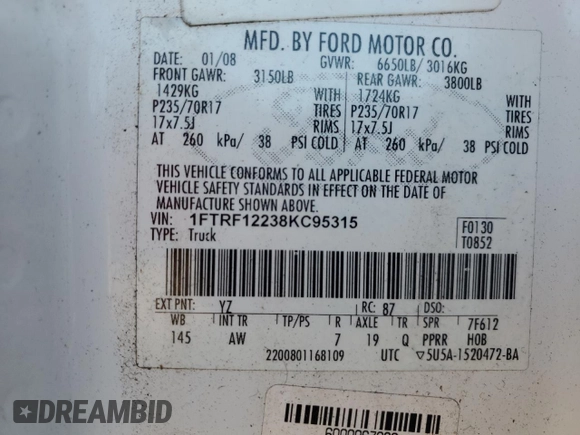 MFD. BY FORD MOTOR CO.
DATE: 01/08 GVWR: 6650LB/ 3016KG
FRONT GAWR: 3150LB REAR GAWR: 3800LB
1429KG WITH 1724KG WITH
P235/70R17 TIRES P235/70R17 TIRES
17x7.5J RIMS 17x7.5J RIMS
AT 260 kPa/ 38 PSI COLD AT 260 kPa/ 38 PSI COLD
THIS VEHICLE CONFORMS TO ALL APPLICABLE FEDERAL MOTOR
VEHICLE SAFETY STANDARDS IN EFFECT ON THE DATE OF
MANUFACTURE SHOWN ABOVE.
VIN: 1FTRF12238KC95315 F0130
TYPE: Truck T0852
EXT PNT: YZ RC: 87 DSO:
WB INT TR TP/PS R AXLE TR SPR 7F612
145 AW 7 19 Q PPRR HOB
2200801168109 UTC ▽5U5A-1520472-BA
DREAMBID